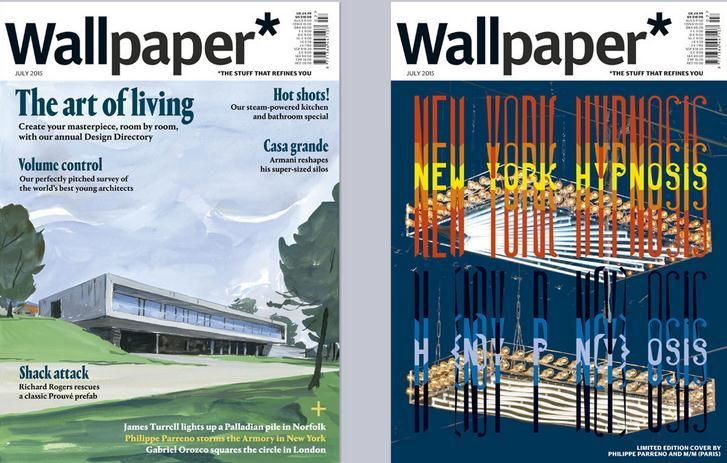 Wallpaper*
JULY 2015
*THE STUFF THAT REFINES YOU
The art of living
Create your masterpiece, room by room,
with our annual Design Directory
Hot shots!
Our steam-powered kitchen
and bathroom special
Volume control
Our perfectly pitched survey of
the world's best young architects
Casa grande
Armani reshapes
his super-sized silos
Shack attack
Richard Rogers rescues
a classic Prouvé prefab
+
James Turrell lights up a Palladian pile in Norfolk
Philippe Parreno storms the Armory in New York
Gabriel Orozco squares the circle in London
Wallpaper*
JULY 2015
*THE STUFF THAT REFINES YOU
NEW YORK HYPNOSIS
NEW YORK HYPNOSIS
NEW YORK HYPNOSIS
H {N)Y P N(Y} OSIS
LIMITED EDITION COVER BY
PHILIPPE PARRENO AND M/M (PARIS)